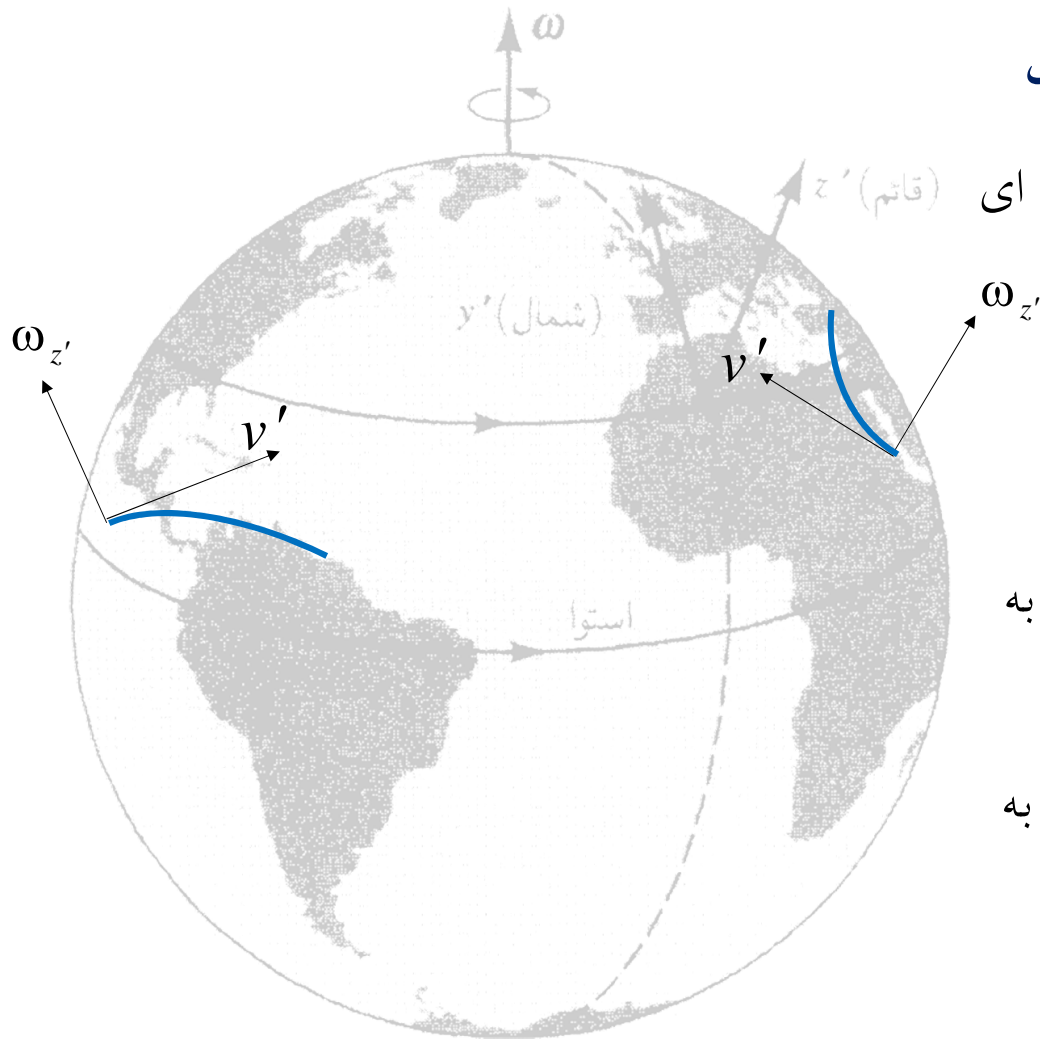 ω
z′ (قائم)
ای
ω_z′
y′ (شمال)
ω_z′
v′
v′
به
استوا
به